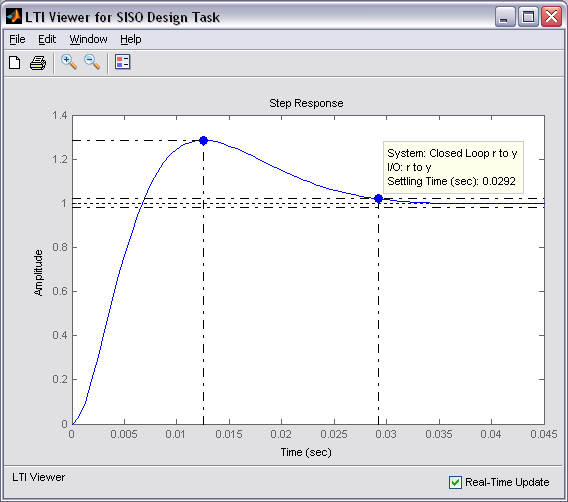 LTI Viewer for SISO Design Task
File Edit Window Help
Step Response
1.4
1.2
1
0.8
0.6
0.4
0.2
0
Amplitude
System: Closed Loop r to y
I/O: r to y
Settling Time (sec): 0.0292
0 0.005 0.01 0.015 0.02 0.025 0.03 0.035 0.04 0.045
Time (sec)
LTI Viewer
Real-Time Update